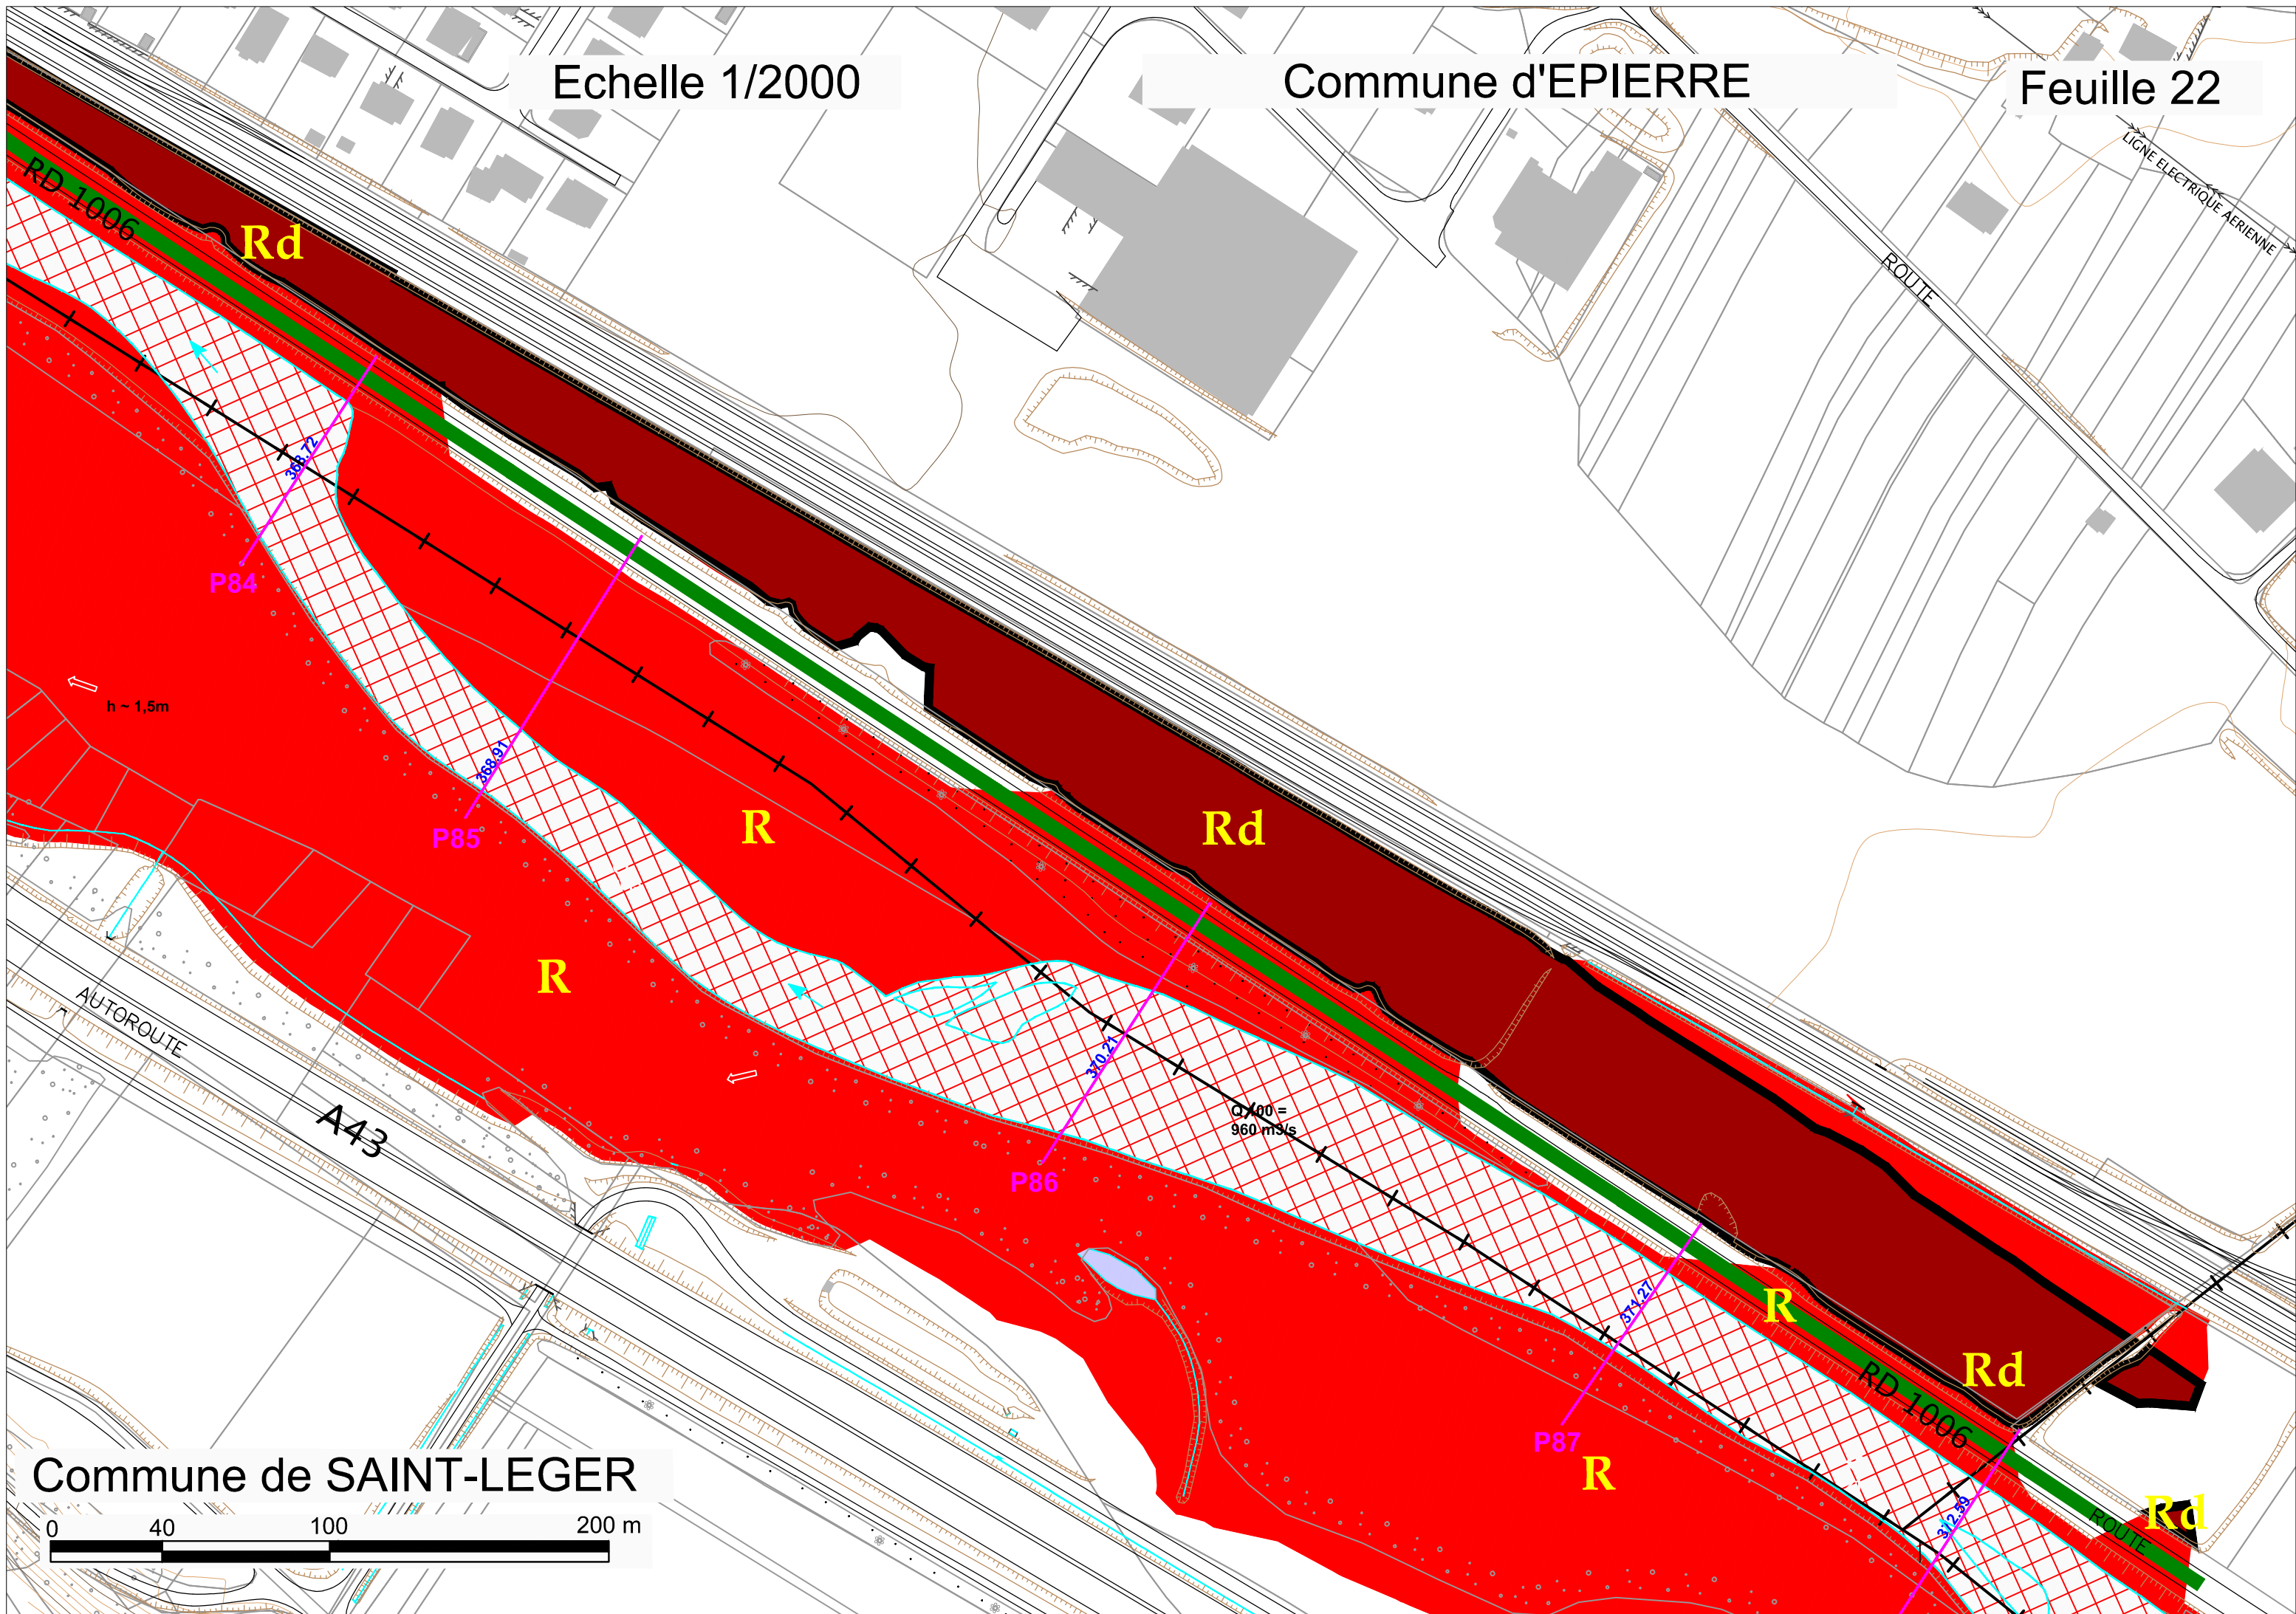 Echelle 1/2000
Commune d'EPIERRE
Feuille 22
LIGNE ELECTRIQUE AERIENNE
RD 1006
Rd
ROUTE
368.72
P84
h ~ 1,5m
368.91
P85
R
Rd
R
AUTOROUTE
A43
370.21
P86
Q100 =
960 m3/s
371.27
P87
R
R
Rd
RD 1006
372.59
Rd
ROUTE
Commune de SAINT-LEGER
0 40 100 200 m